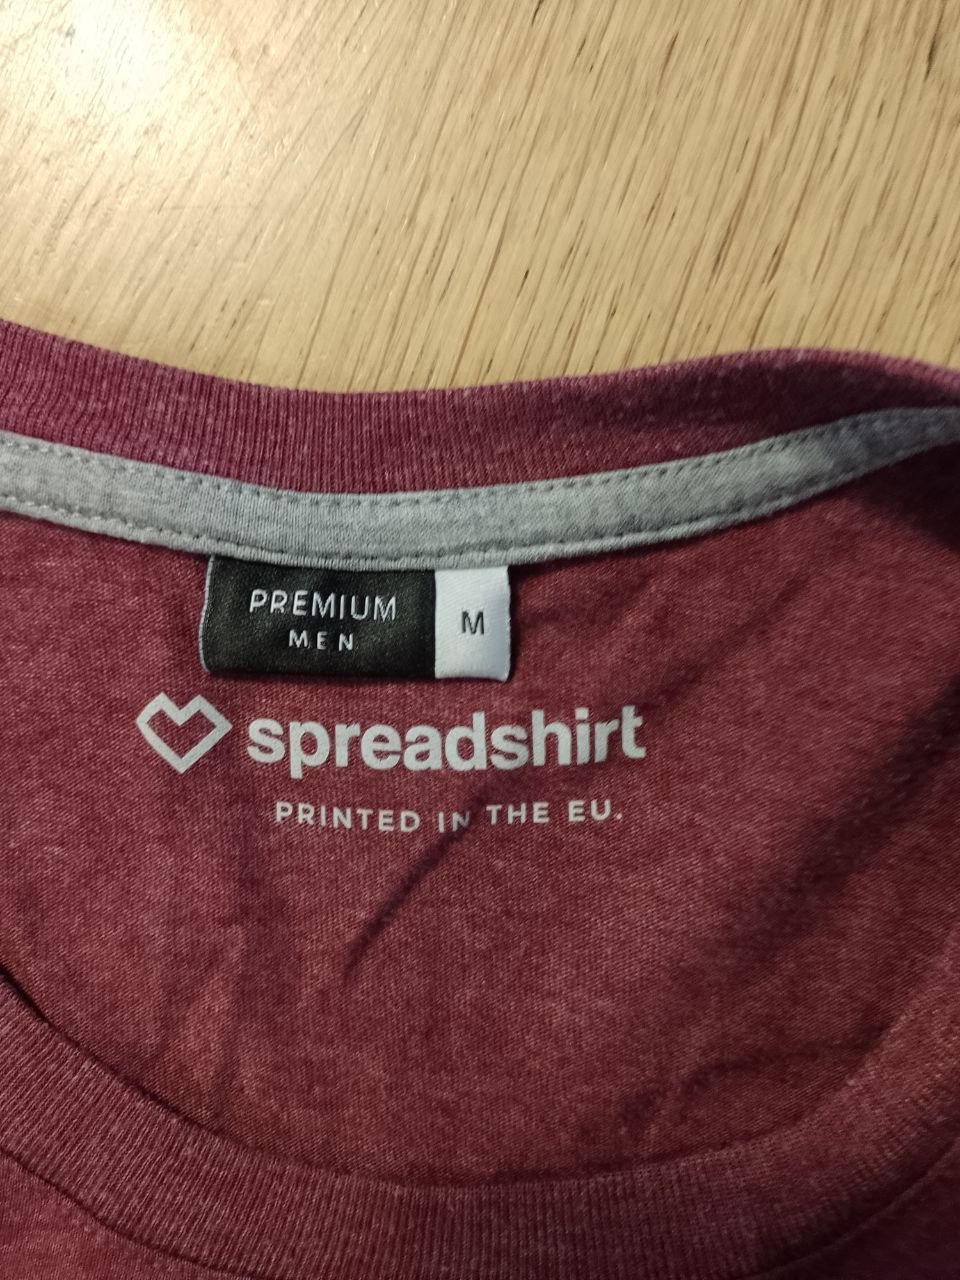 PREMIUM
MEN
M
spreadshirt
PRINTED IN THE EU.